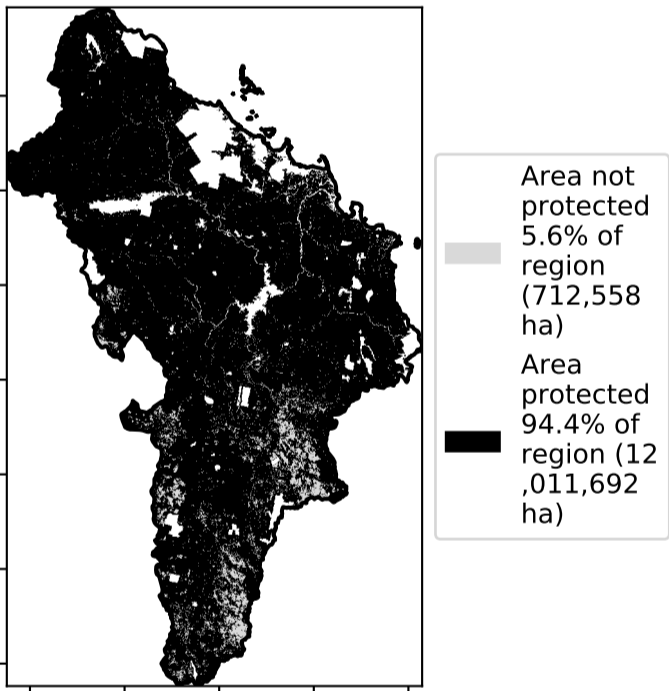 Area not
protected
5.6% of
region
(712,558
ha)
Area
protected
94.4% of
region (12
,011,692
ha)